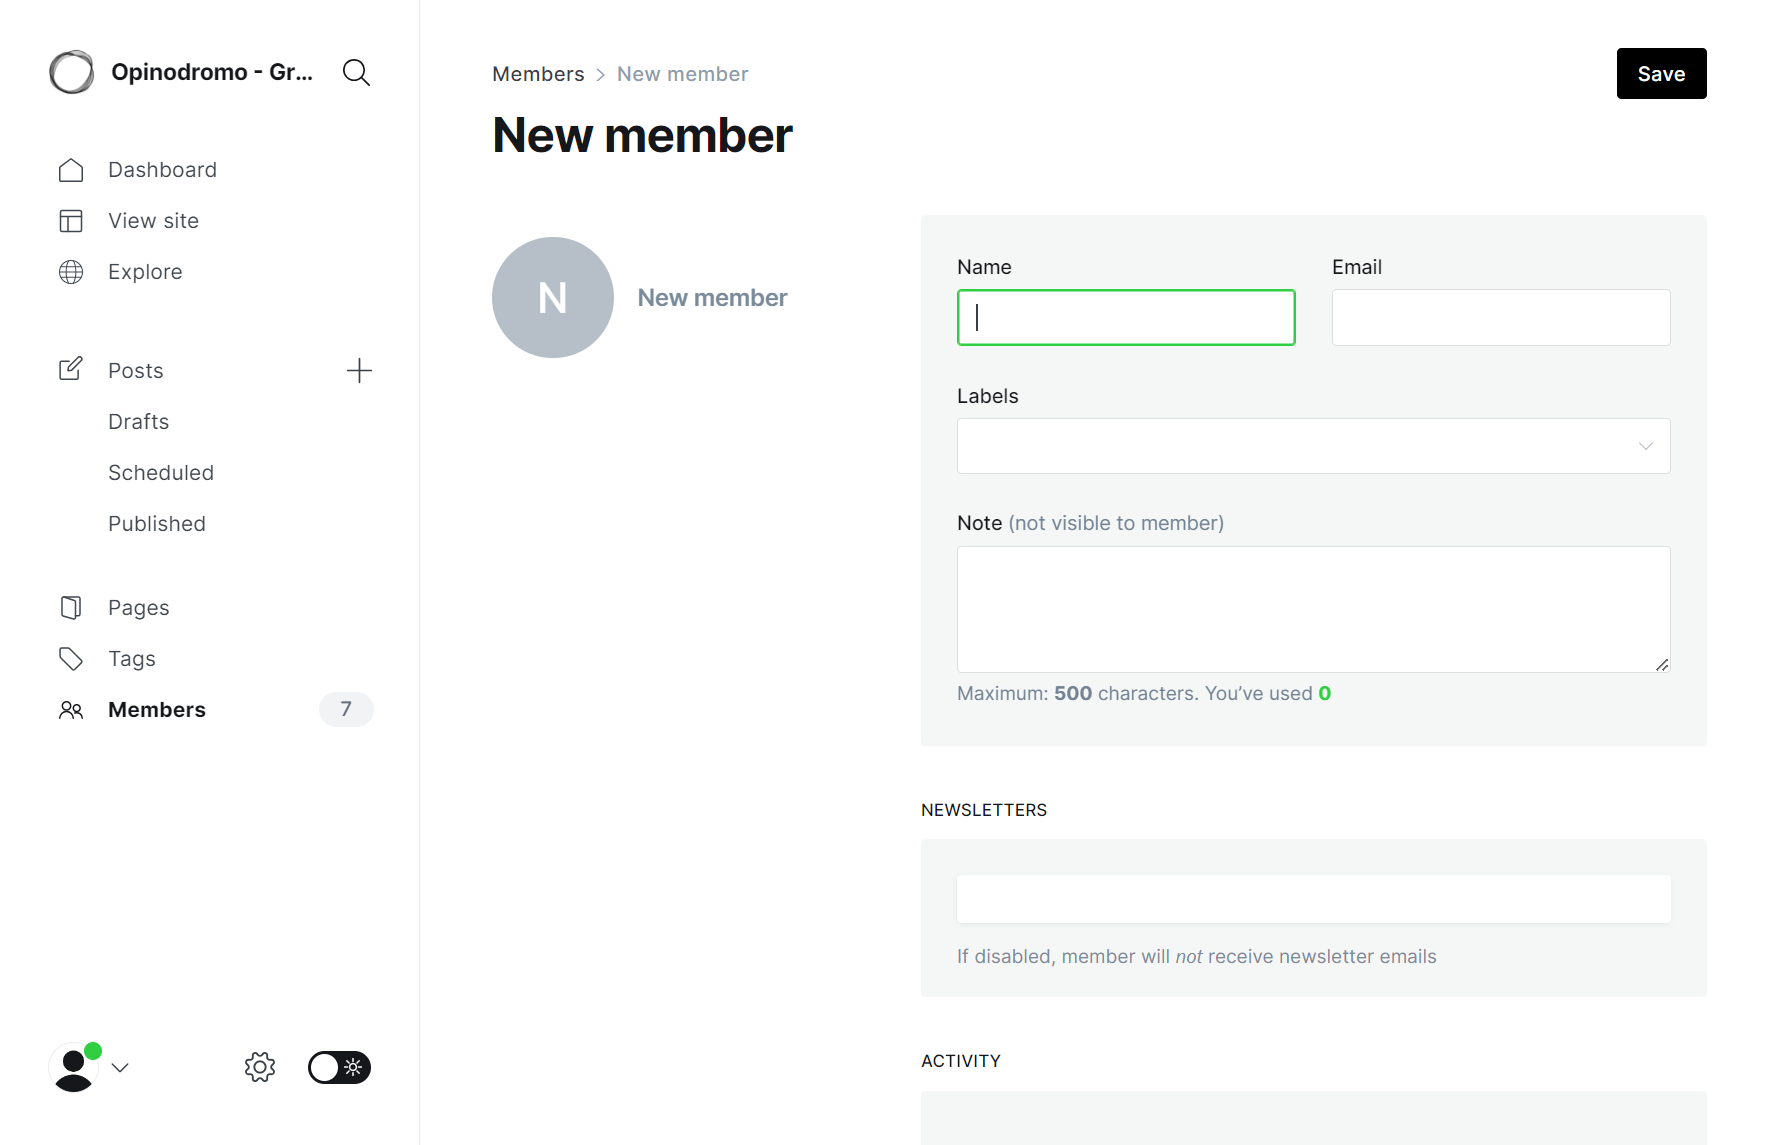 Opinodromo - Gr...
Dashboard
View site
Explore
Posts
Drafts
Scheduled
Published
Pages
Tags
Members
7
Members > New member
Save
New member
N
New member
Name
Email
Labels
Note (not visible to member)
Maximum: 500 characters. You’ve used 0
NEWSLETTERS
If disabled, member will not receive newsletter emails
ACTIVITY